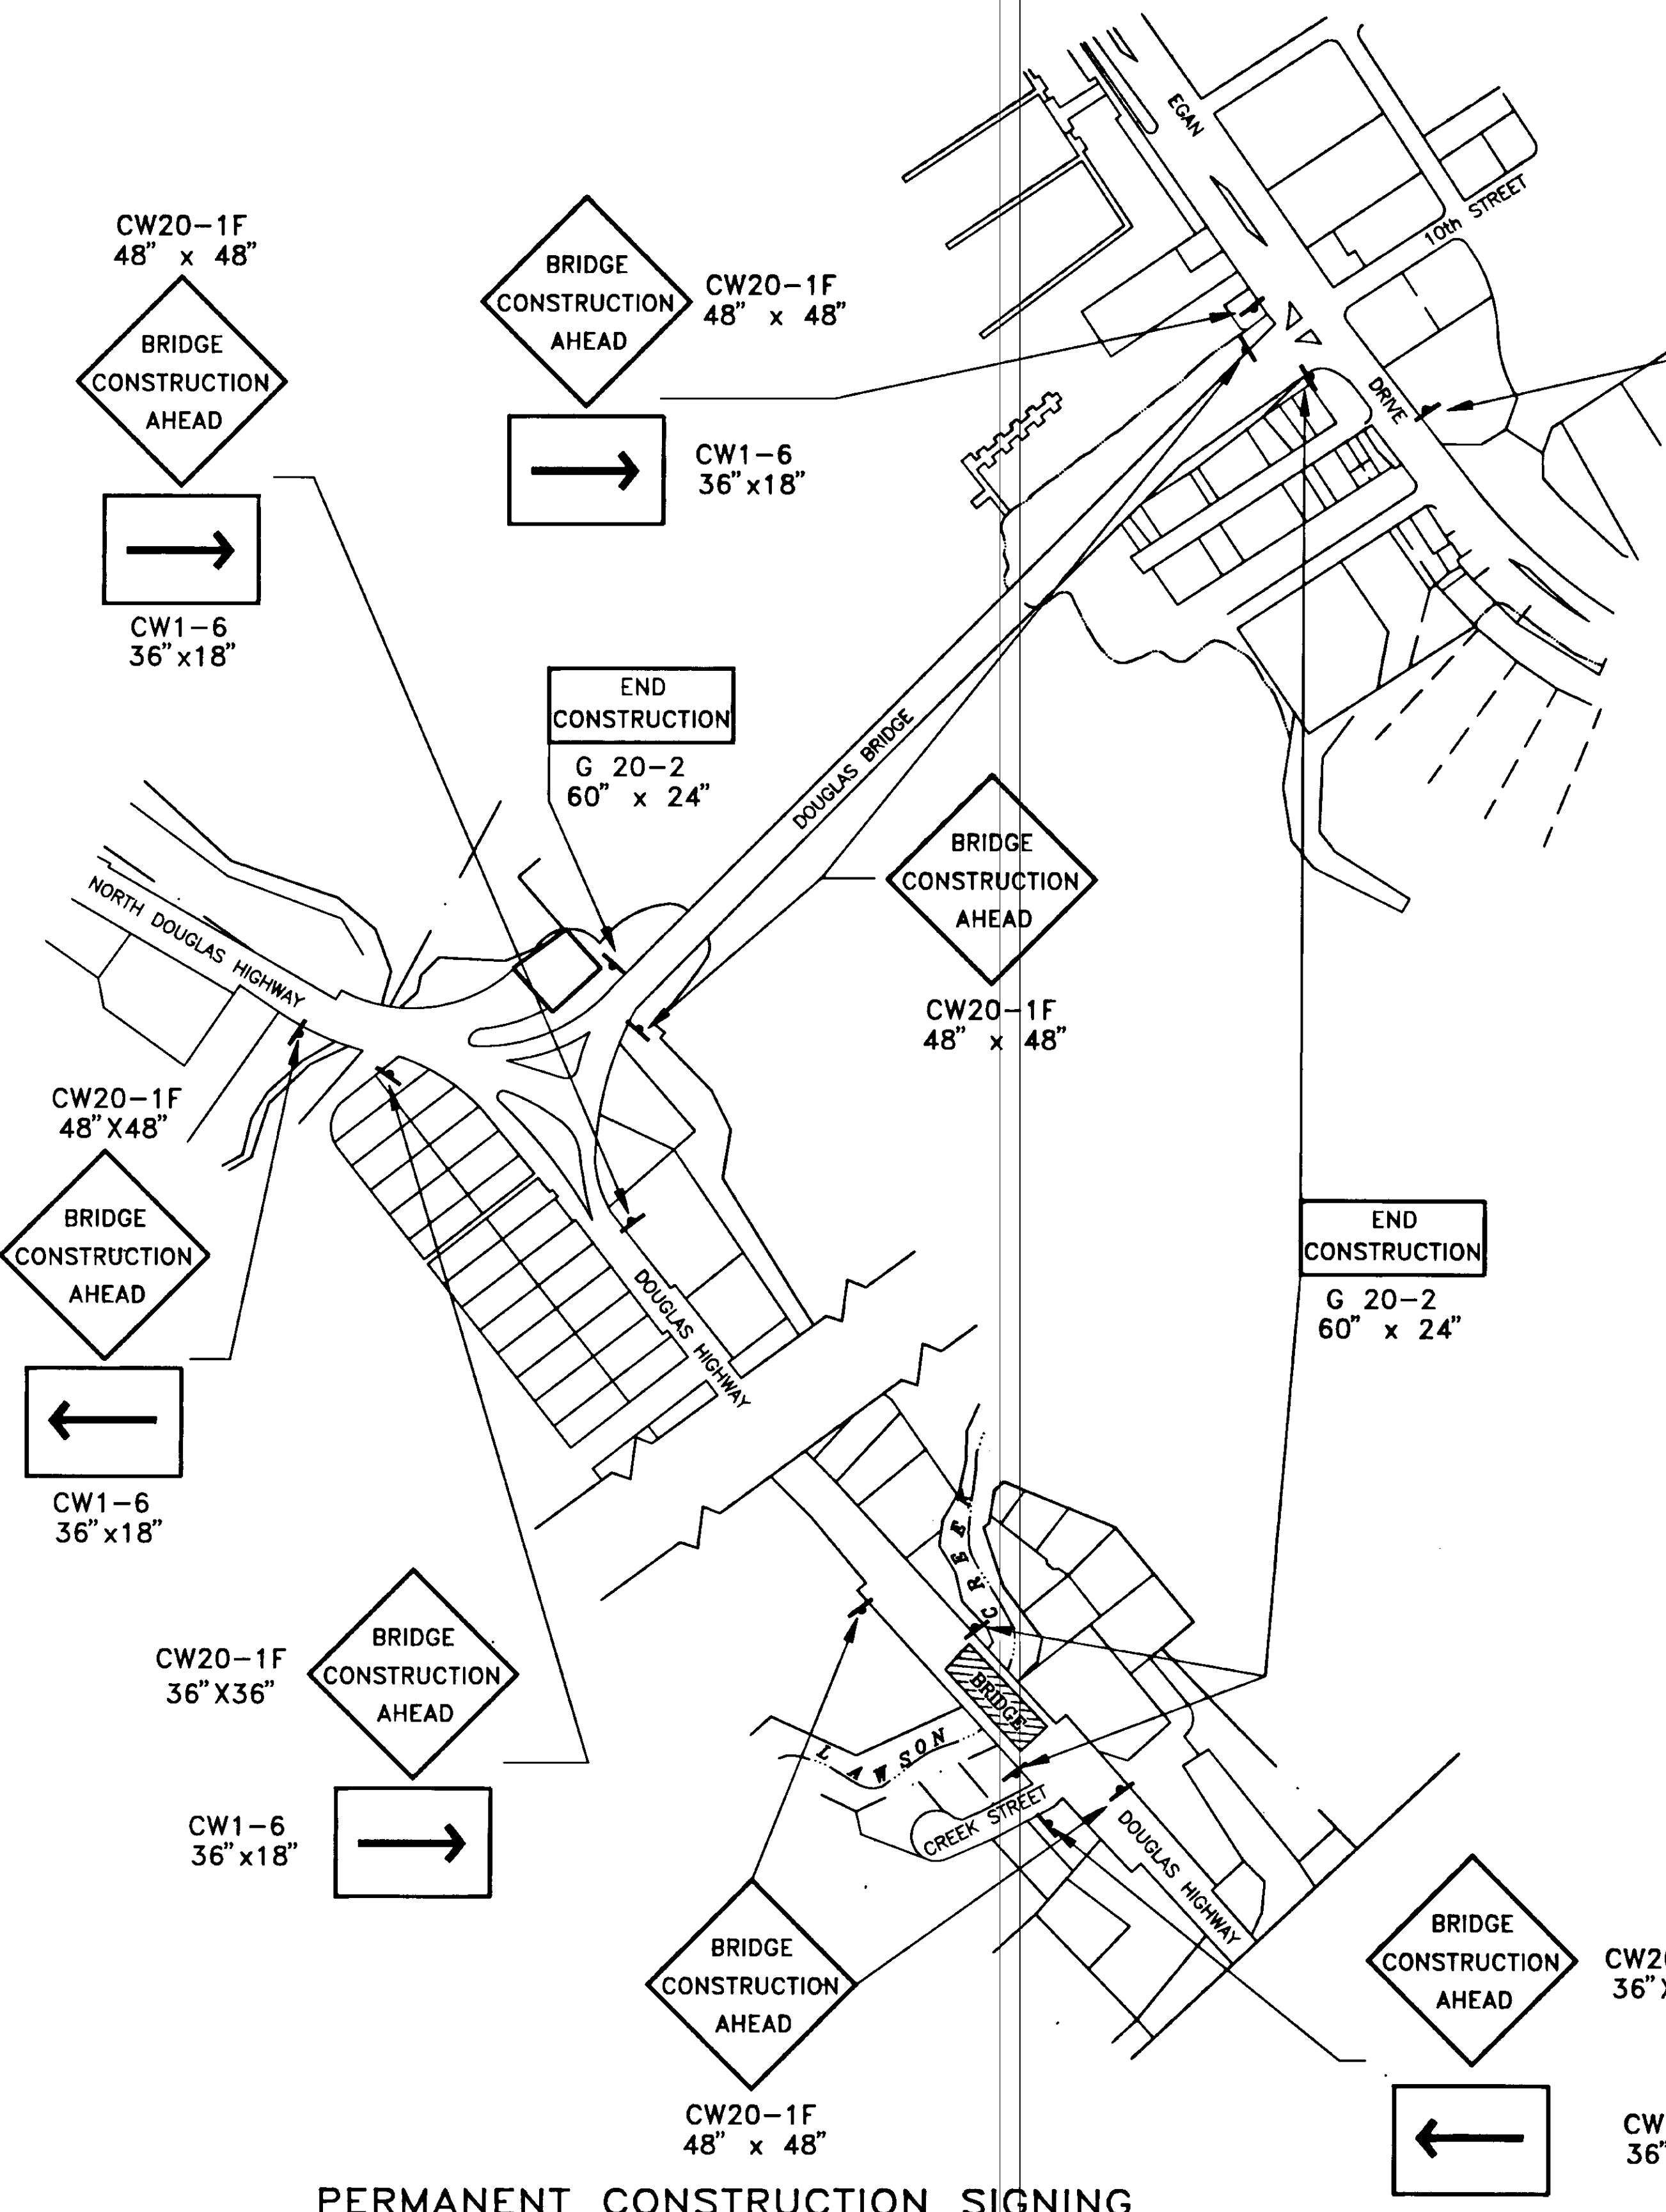 EGAN
DRIVE
10th STREET
CW20-1F
48” x 48”
BRIDGE
CONSTRUCTION
AHEAD
CW1-6
36”x18”
BRIDGE
CONSTRUCTION
AHEAD
CW20-1F
48” x 48”
CW1-6
36”x18”
END
CONSTRUCTION
G 20-2
60” x 24”
DOUGLAS BRIDGE
BRIDGE
CONSTRUCTION
AHEAD
CW20-1F
48” x 48”
NORTH DOUGLAS HIGHWAY
CW20-1F
48”X48”
BRIDGE
CONSTRUCTION
AHEAD
CW1-6
36”x18”
DOUGLAS HIGHWAY
END
CONSTRUCTION
G 20-2
60” x 24”
CW20-1F
36”X36”
BRIDGE
CONSTRUCTION
AHEAD
CW1-6
36”x18”
LAWSON
CREEK
BRIDGE
CREEK STREET
DOUGLAS HIGHWAY
BRIDGE
CONSTRUCTION
AHEAD
CW20-1F
48” x 48”
BRIDGE
CONSTRUCTION
AHEAD
36”
CW
36”
PERMANENT CONSTRUCTION SIGNING